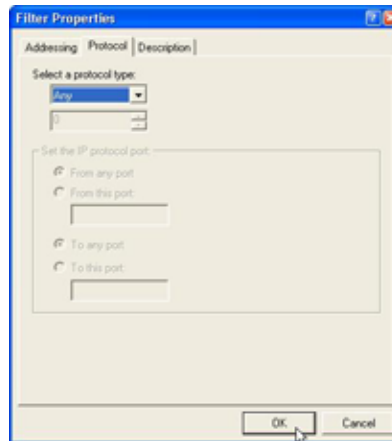 Filter Properties
Addressing Protocol Description
Select a protocol type:
Any
0
Set the IP protocol port:
From any port
From this port:
To any port
To this port:
OK Cancel